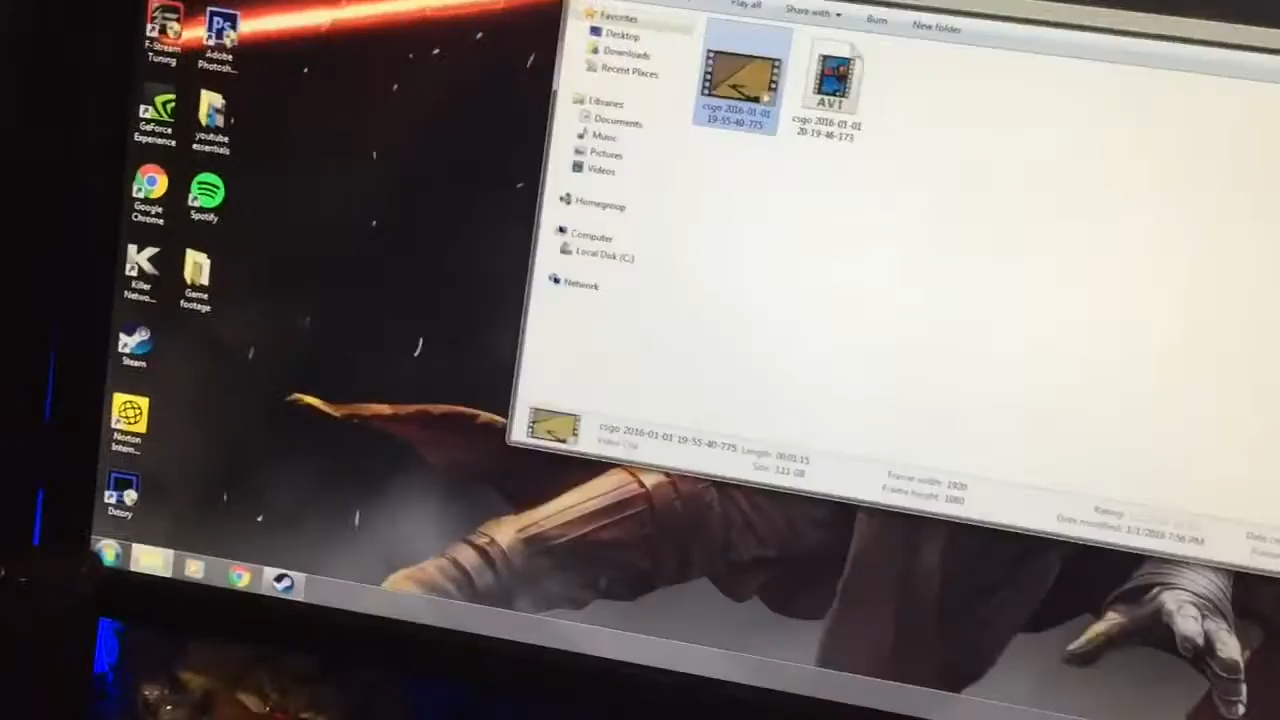 F-Stream
Tuning
Ps
Adobe
Photosh...
GeForce
Experience
youtube
essentials
Google
Chrome
Spotify
Killer
Netwo...
Game
footage
Steam
Norton
Intern...
Dxtory
Play all
Share with
Burn
New folder
Favorites
Desktop
Downloads
Recent Places
Libraries
Documents
Music
Pictures
Videos
Homegroup
Computer
Local Disk (C:)
Network
csgo 2016-01-01
19-55-40-775
AVI
csgo 2016-01-01
20-19-46-173
csgo 2016-01-01 19-55-40-775
Length: 00:01:15
Video Clip
Size: 3.11 GB
Frame width: 1920
Frame height: 1080
Rating:
Date modified: 1/1/2016 7:56 PM